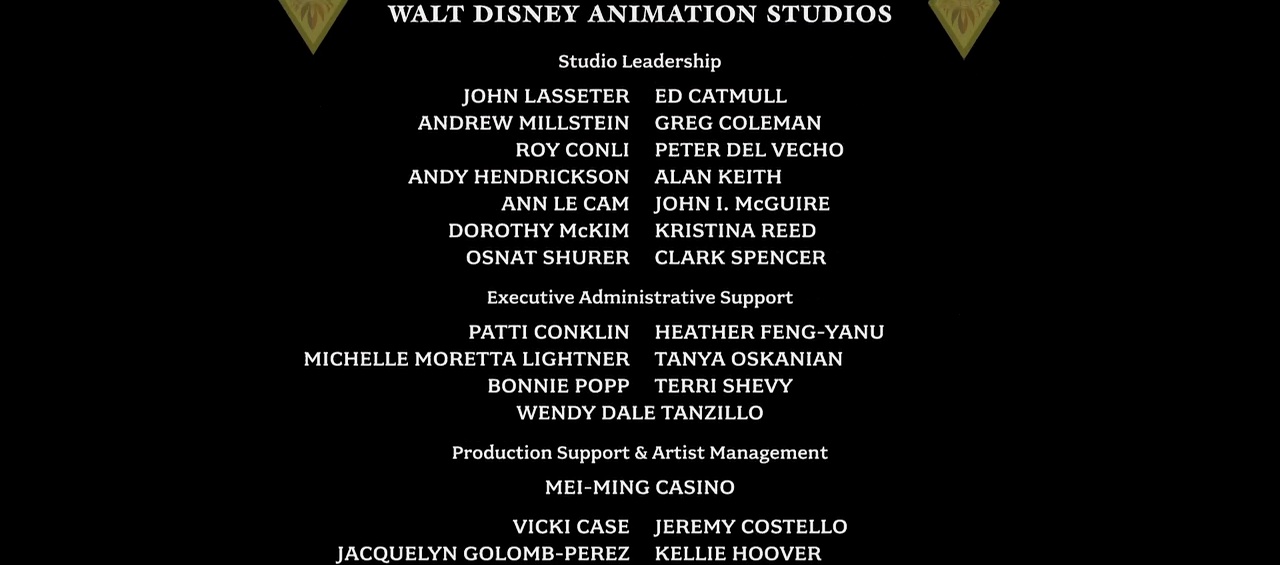 WALT DISNEY ANIMATION STUDIOS
Studio Leadership
JOHN LASSETER ED CATMULL
ANDREW MILLSTEIN GREG COLEMAN
ROY CONLI PETER DEL VECHO
ANDY HENDRICKSON ALAN KEITH
ANN LE CAM JOHN I. McGUIRE
DOROTHY McKIM KRISTINA REED
OSNAT SHURER CLARK SPENCER
Executive Administrative Support
PATTI CONKLIN HEATHER FENG-YANU
MICHELLE MORETTA LIGHTNER TANYA OSKANIAN
BONNIE POPP TERRI SHEVY
WENDY DALE TANZILLO
Production Support & Artist Management
MEI-MING CASINO
VICKI CASE JEREMY COSTELLO
JACQUELYN GOLOMB-PEREZ KELLIE HOOVER